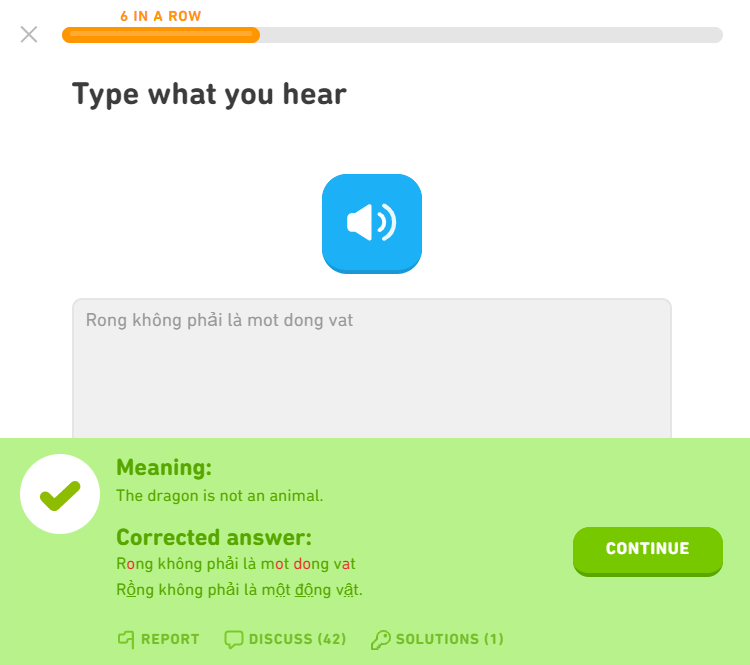 6 IN A ROW
Type what you hear
Rong không phải là mot dong vat
Meaning:
The dragon is not an animal.
Corrected answer:
Rong không phải là mot dong vat
Rồng không phải là một động vật.
CONTINUE
REPORT DISCUSS (42) SOLUTIONS (1)